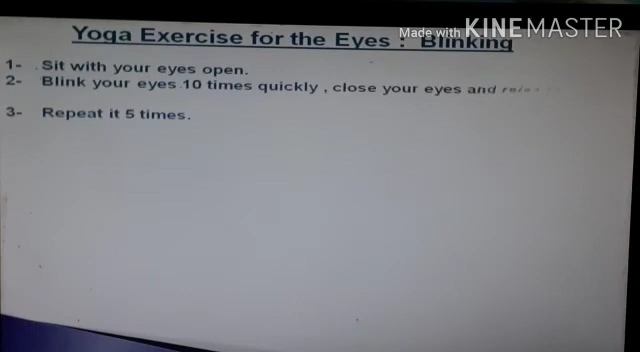 Made with KINEMASTER
Yoga Exercise for the Eyes : Blinking
1- Sit with your eyes open.
2- Blink your eyes 10 times quickly , close your eyes and
3- Repeat it 5 times.